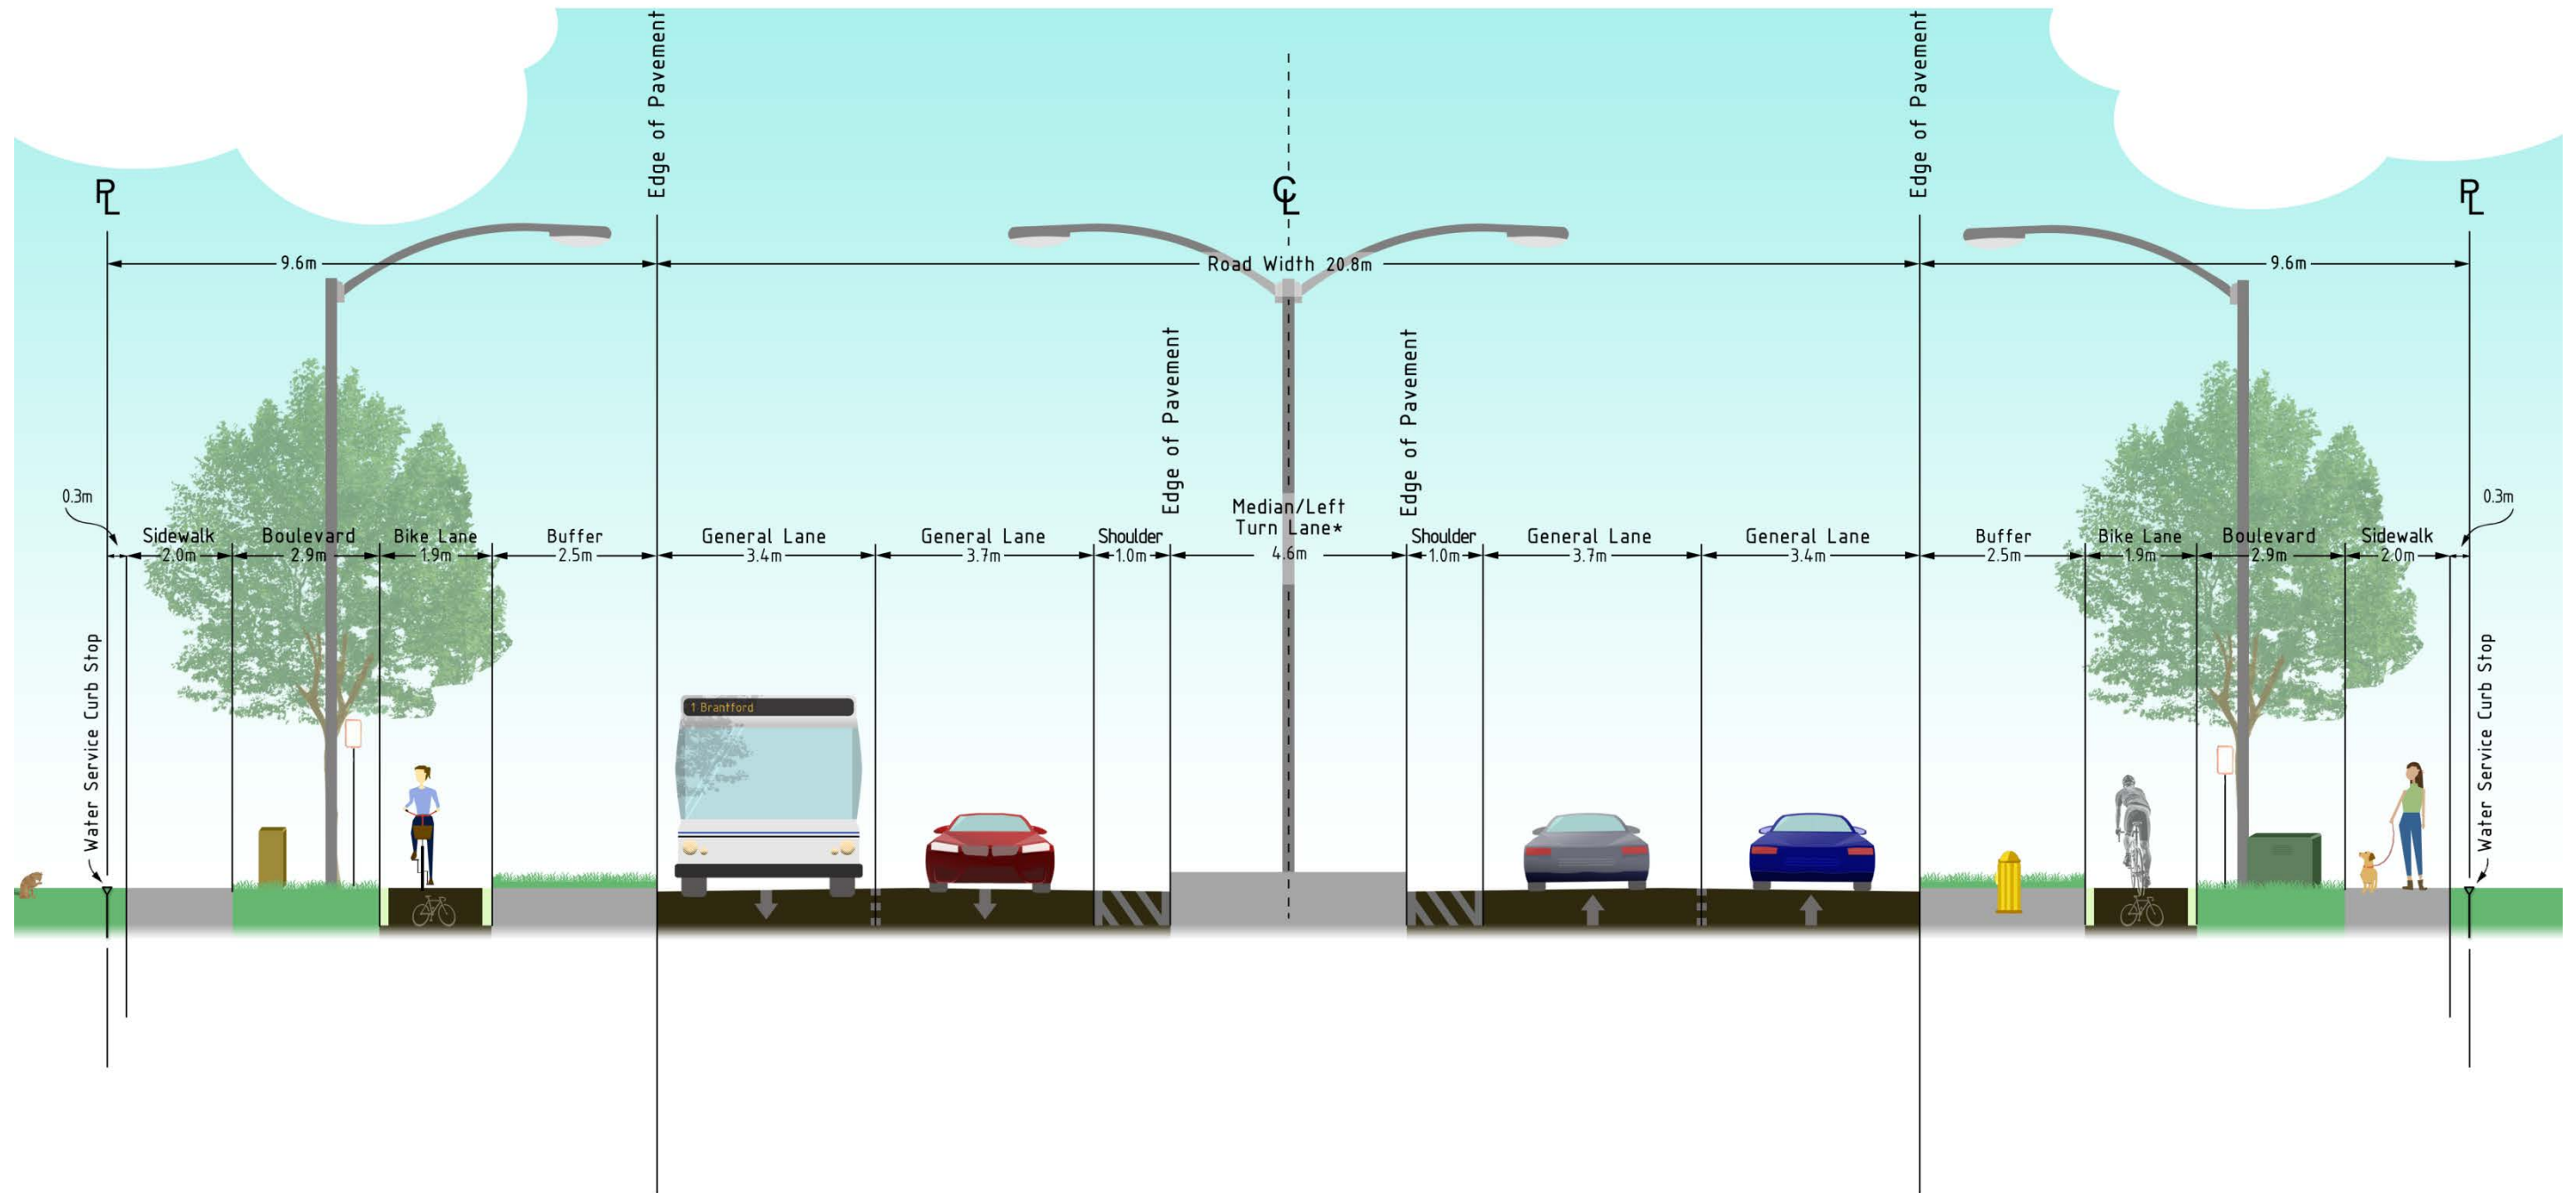 Edge of Pavement
Edge of Pavement
PL
CL
PL
9.6m
Road Width 20.8m
9.6m
Edge of Pavement
Edge of Pavement
0.3m
0.3m
Median/Left
Turn Lane*
4.6m
Sidewalk
2.0m
Boulevard
2.9m
Bike Lane
1.9m
Buffer
2.5m
General Lane
3.4m
General Lane
3.7m
Shoulder
1.0m
Shoulder
1.0m
General Lane
3.7m
General Lane
3.4m
Buffer
2.5m
Bike Lane
1.9m
Boulevard
2.9m
Sidewalk
2.0m
Water Service Curb Stop
1 Brantford
Water Service Curb Stop